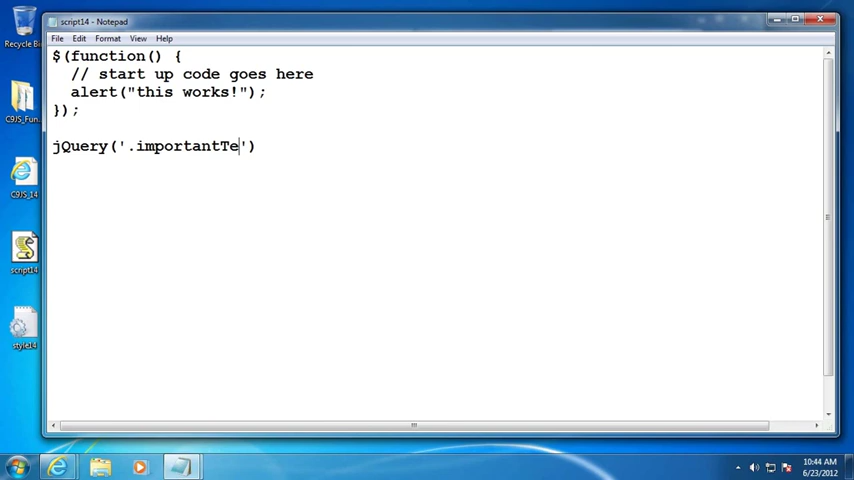 script14 - Notepad
File Edit Format View Help
$(function() {
// start up code goes here
alert("this works!");
});
jQuery('.importantTe')
Recycle Bi
C9JS_Fun..
C9JS_14
script14
style14
10:44 AM
6/23/2012